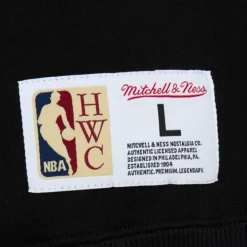 Mitchell & Ness
H
W
C
NBA
L
MITCHELL & NESS NOSTALGIA CO.
AUTHENTIC LICENSED APPAREL
DESIGNED IN PHILADELPHIA, PA.
ESTABLISHED 1904
AUTHENTIC. PREMIUM. LEGENDARY.